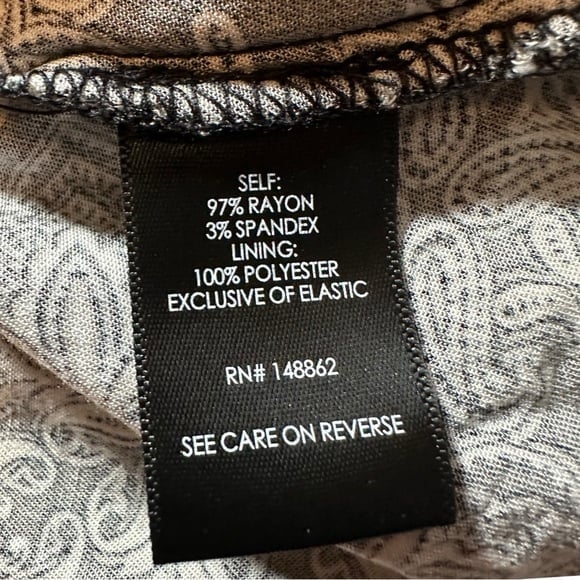 SELF:
97% RAYON
3% SPANDEX
LINING:
100% POLYESTER
EXCLUSIVE OF ELASTIC
RN# 148862
SEE CARE ON REVERSE